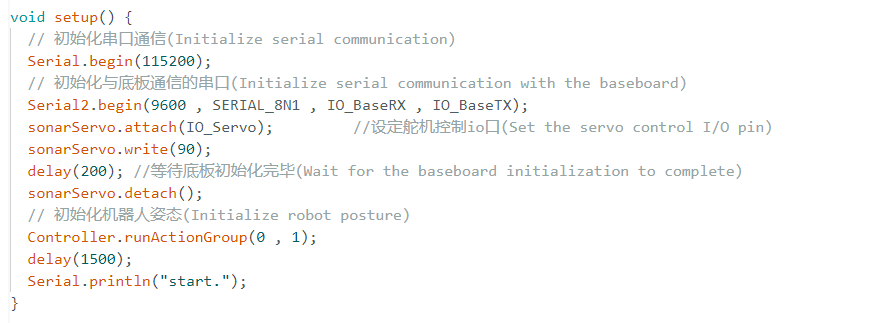 void setup() {
  // 初始化串口通信(Initialize serial communication)
  Serial.begin(115200);
  // 初始化与底板通信的串口(Initialize serial communication with the baseboard)
  Serial2.begin(9600 , SERIAL_8N1 , IO_BaseRX , IO_BaseTX);
  sonarServo.attach(IO_Servo);          //设定舵机控制io口(Set the servo control I/O pin)
  sonarServo.write(90);
  delay(200); //等待底板初始化完毕(Wait for the baseboard initialization to complete)
  sonarServo.detach();
  // 初始化机器人姿态(Initialize robot posture)
  Controller.runActionGroup(0 , 1);
  delay(1500);
  Serial.println("start.");
}